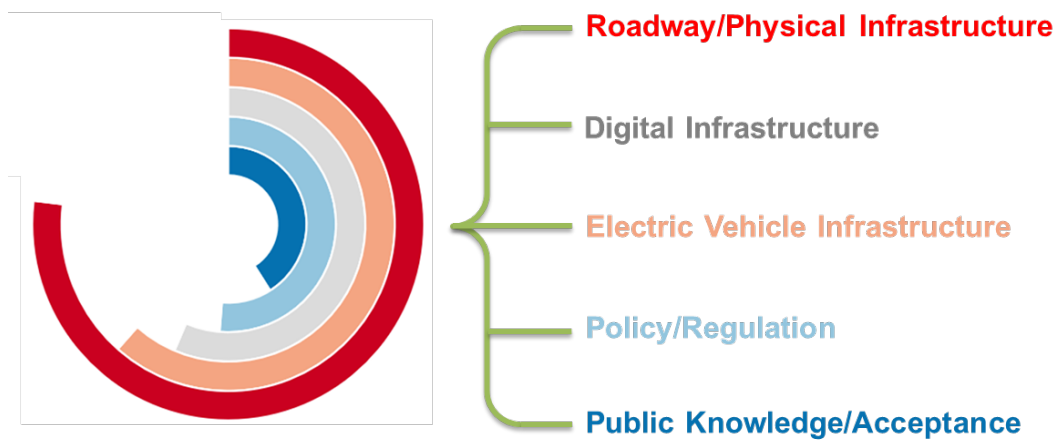 Roadway/Physical Infrastructure
Digital Infrastructure
Electric Vehicle Infrastructure
Policy/Regulation
Public Knowledge/Acceptance